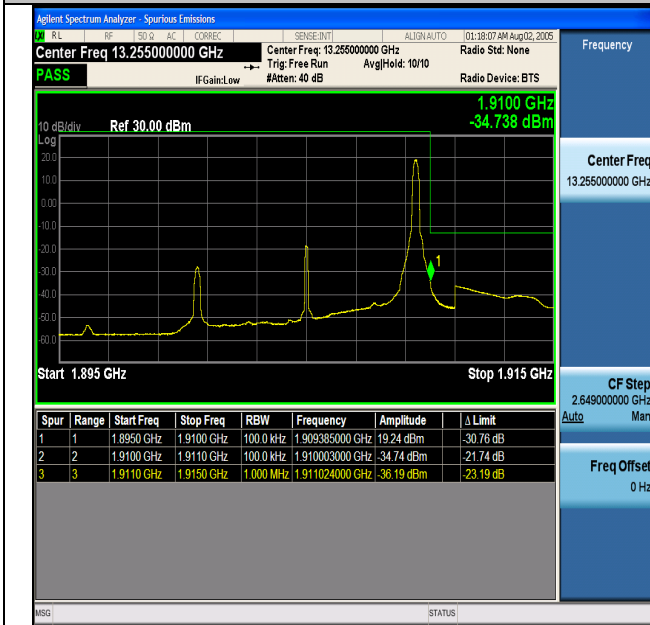 Agilent Spectrum Analyzer - Spurious Emissions
RL RF 50 Ω AC CORREC SENSE:INT ALIGN AUTO 01:18:07 AM Aug 02, 2005
Center Freq 13.255000000 GHz
Center Freq: 13.255000000 GHz
Radio Std: None
Trig: Free Run Avg|Hold: 10/10
PASS
IFGain:Low
#Atten: 40 dB
Radio Device: BTS
Frequency
1.9100 GHz
-34.738 dBm
10 dB/div Ref 30.00 dBm
Log
20.0
10.0
0.00
-10.0
-20.0
-30.0
-40.0
-50.0
-60.0
1
Start 1.895 GHz Stop 1.915 GHz
Center Freq
13.255000000 GHz
CF Step
2.649000000 GHz
Auto Man
Freq Offset
0 Hz
Spur Range Start Freq Stop Freq RBW Frequency Amplitude Δ Limit
1 1 1.8950 GHz 1.9100 GHz 100.0 kHz 1.909385000 GHz 19.24 dBm -30.76 dB
2 2 1.9100 GHz 1.9110 GHz 100.0 kHz 1.910003000 GHz -34.74 dBm -21.74 dB
3 3 1.9110 GHz 1.9150 GHz 1.000 MHz 1.911024000 GHz -36.19 dBm -23.19 dB
MSG STATUS